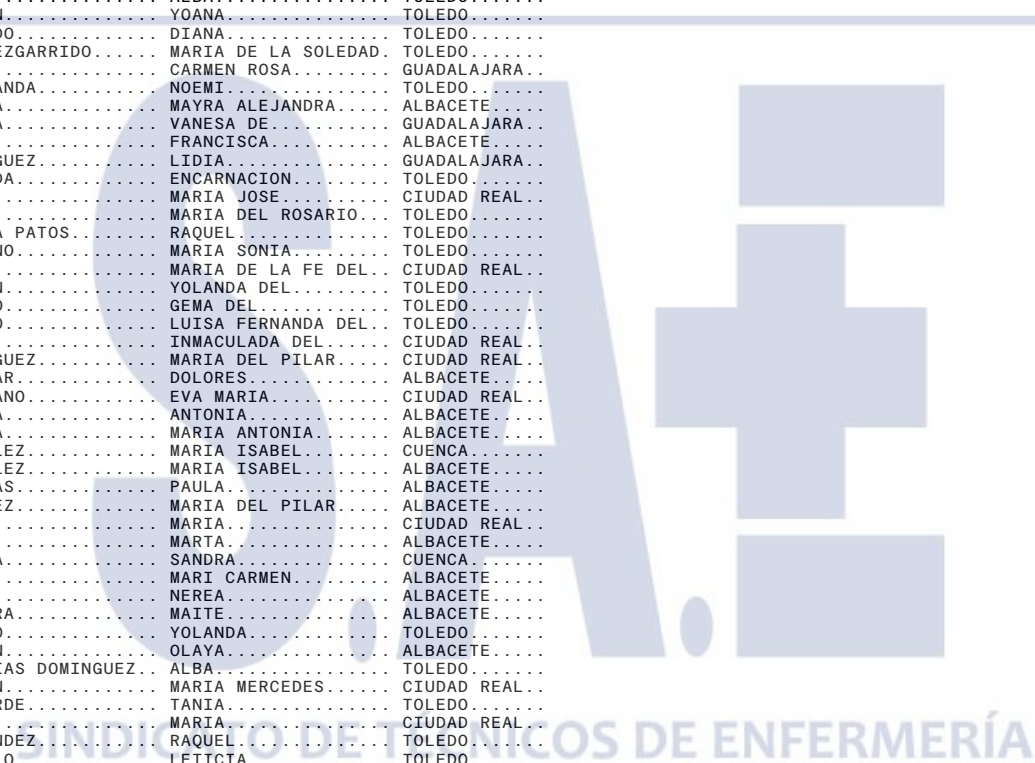 YOANA............... TOLEDO.......
DIANA............... TOLEDO.......
EZGARRIDO...... MARIA DE LA SOLEDAD. TOLEDO.......
CARMEN ROSA......... GUADALAJARA..
ANDA........... NOEMI............... TOLEDO.......
MAYRA ALEJANDRA..... ALBACETE.....
VANESA DE........... GUADALAJARA..
FRANCISCA........... ALBACETE.....
GUEZ........... LIDIA............... GUADALAJARA..
DA............. ENCARNACION......... TOLEDO.......
MARIA JOSE.......... CIUDAD REAL..
MARIA DEL ROSARIO... TOLEDO.......
A PATOS........ RAQUEL.............. TOLEDO.......
NO............. MARIA SONIA......... TOLEDO.......
MARIA DE LA FE DEL.. CIUDAD REAL..
YOLANDA DEL......... TOLEDO.......
GEMA DEL............ TOLEDO.......
LUISA FERNANDA DEL.. TOLEDO.......
INMACULADA DEL...... CIUDAD REAL..
GUEZ........... MARIA DEL PILAR..... CIUDAD REAL..
AR............. DOLORES............. ALBACETE.....
ANO............ EVA MARIA........... CIUDAD REAL..
ANTONIA............. ALBACETE.....
MARIA ANTONIA....... ALBACETE.....
LEZ............ MARIA ISABEL........ CUENCA.......
LEZ............ MARIA ISABEL........ ALBACETE.....
AS............. PAULA............... ALBACETE.....
EZ............. MARIA DEL PILAR..... ALBACETE.....
MARIA............... CIUDAD REAL..
MARTA............... ALBACETE.....
SANDRA.............. CUENCA.......
MARI CARMEN......... ALBACETE.....
NEREA............... ALBACETE.....
RA............. MAITE............... ALBACETE.....
YOLANDA............. TOLEDO.......
OLAYA............... ALBACETE.....
IAS DOMINGUEZ.. ALBA................ TOLEDO.......
MARIA MERCEDES...... CIUDAD REAL..
RDE............ TANIA............... TOLEDO.......
MARIA............... CIUDAD REAL..
NDEZ........... RAQUEL.............. TOLEDO.......
LETICIA TOLEDO
S.A.E
SINDICATO DE TÉCNICOS DE ENFERMERÍA